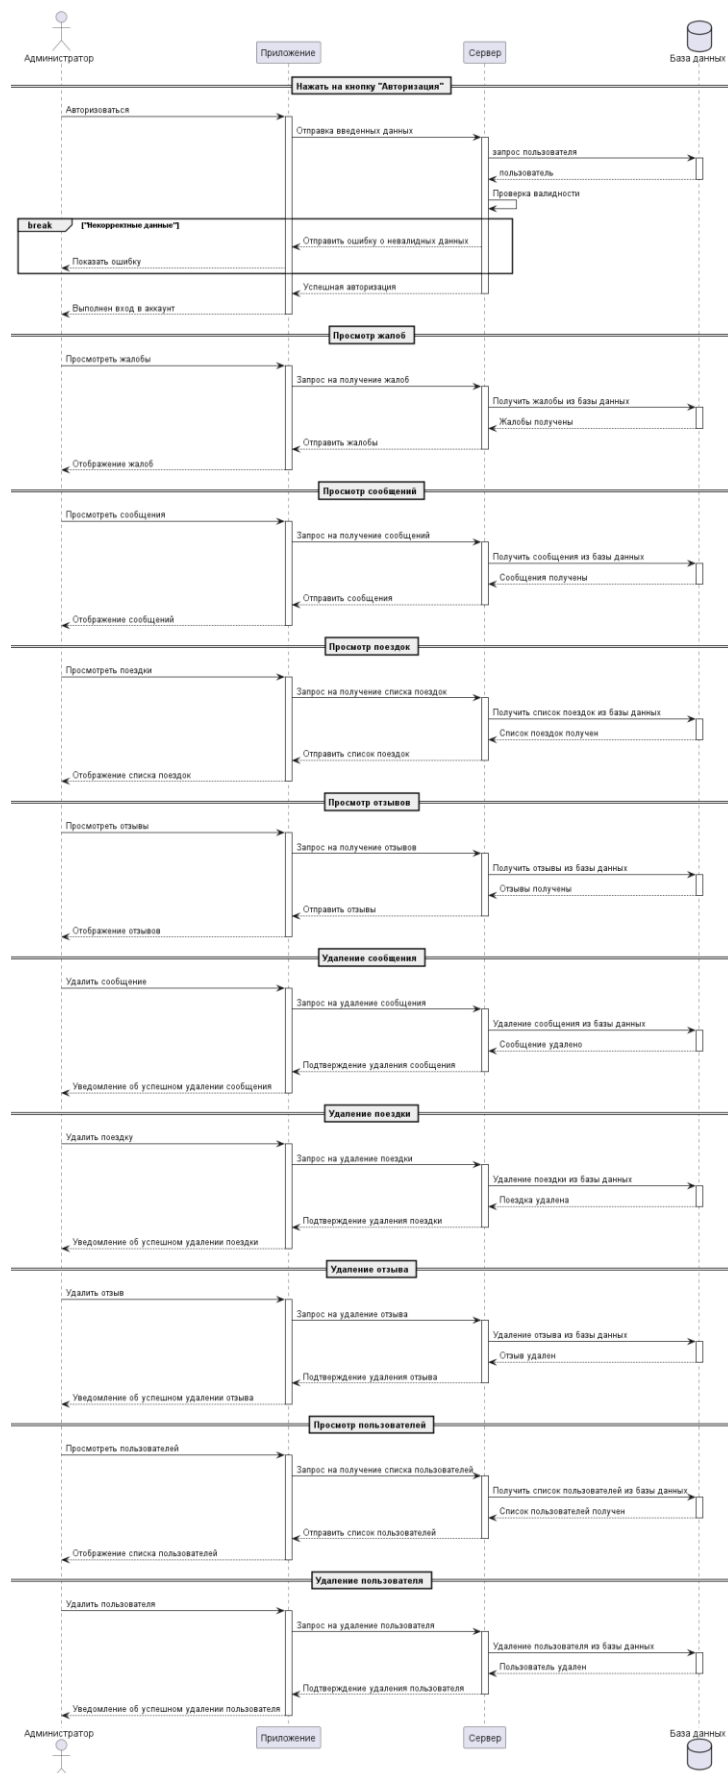 Администратор
Приложение
Сервер
База данных
Нажать на кнопку "Авторизация"
Авторизоваться
Отправка введенных данных
запрос пользователя
пользователь
Проверка валидности
break
["Некорректные данные"]
Отправить ошибку о невалидных данных
Показать ошибку
Успешная авторизация
Выполнен вход в аккаунт
Просмотр жалоб
Просмотреть жалобы
Запрос на получение жалоб
Получить жалобы из базы данных
Жалобы получены
Отправить жалобы
Отображение жалоб
Просмотр сообщений
Просмотреть сообщения
Запрос на получение сообщений
Получить сообщения из базы данных
Сообщения получены
Отправить сообщения
Отображение сообщений
Просмотр поездок
Просмотреть поездки
Запрос на получение списка поездок
Получить список поездок из базы данных
Список поездок получен
Отправить список поездок
Отображение списка поездок
Просмотр отзывов
Просмотреть отзывы
Запрос на получение отзывов
Получить отзывы из базы данных
Отзывы получены
Отправить отзывы
Отображение отзывов
Удаление сообщения
Удалить сообщение
Запрос на удаление сообщения
Удаление сообщения из базы данных
Сообщение удалено
Подтверждение удаления сообщения
Уведомление об успешном удалении сообщения
Удаление поездки
Удалить поездку
Запрос на удаление поездки
Удаление поездки из базы данных
Поездка удалена
Подтверждение удаления поездки
Уведомление об успешном удалении поездки
Удаление отзыва
Удалить отзыв
Запрос на удаление отзыва
Удаление отзыва из базы данных
Отзыв удален
Подтверждение удаления отзыва
Уведомление об успешном удалении отзыва
Просмотр пользователей
Просмотреть пользователей
Запрос на получение списка пользователей
Получить список пользователей из базы данных
Список пользователей получен
Отправить список пользователей
Отображение списка пользователей
Удаление пользователя
Удалить пользователя
Запрос на удаление пользователя
Удаление пользователя из базы данных
Пользователь удален
Подтверждение удаления пользователя
Уведомление об успешном удалении пользователя
Администратор
Приложение
Сервер
База данных